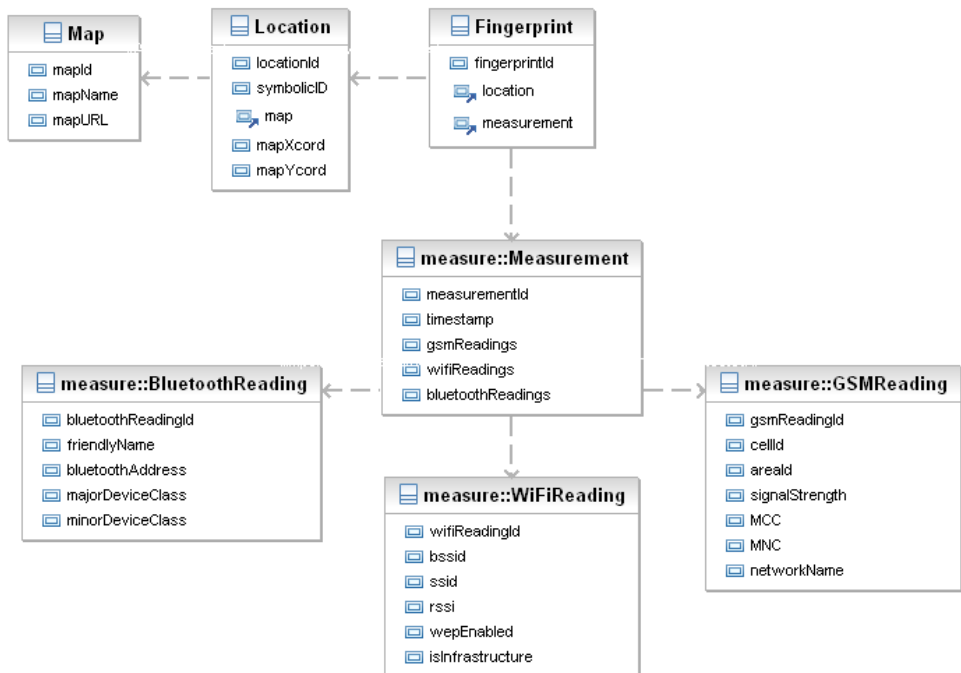 Map
mapId
mapName
mapURL
Location
locationId
symbolicID
map
mapXcord
mapYcord
Fingerprint
fingerprintId
location
measurement
measure::Measurement
measurementId
timestamp
gsmReadings
wifiReadings
bluetoothReadings
measure::BluetoothReading
bluetoothReadingId
friendlyName
bluetoothAddress
majorDeviceClass
minorDeviceClass
measure::WiFiReading
wifiReadingId
bssid
ssid
rssi
wepEnabled
isInfrastructure
measure::GSMReading
gsmReadingId
cellId
areaId
signalStrength
MCC
MNC
networkName